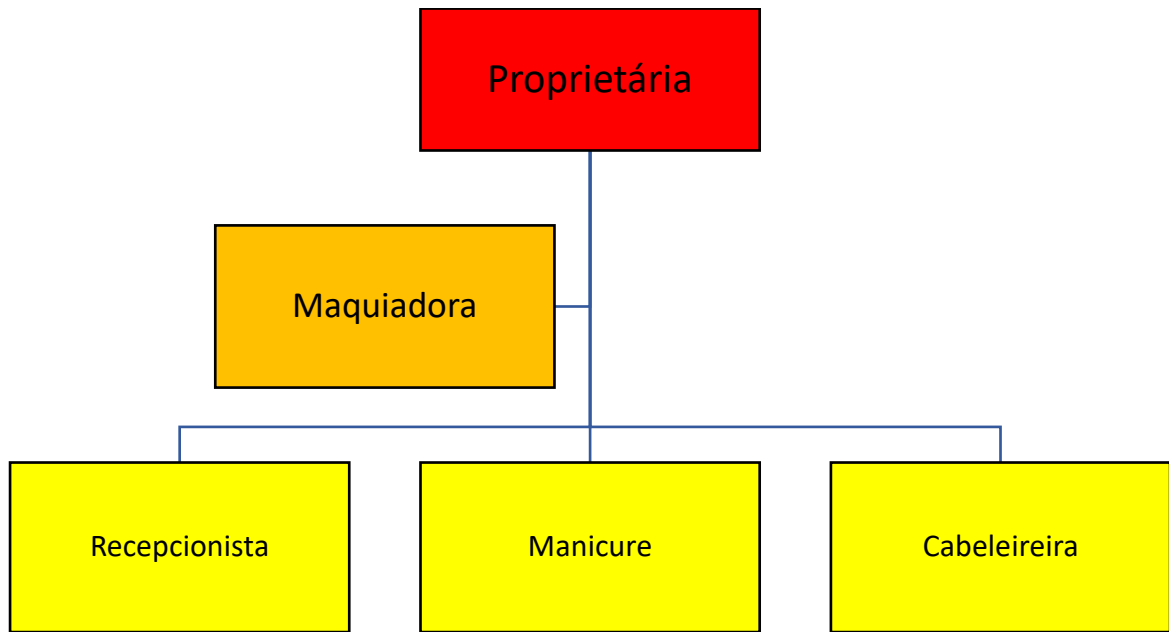 Proprietária
Maquiadora
Recepcionista
Manicure
Cabeleireira